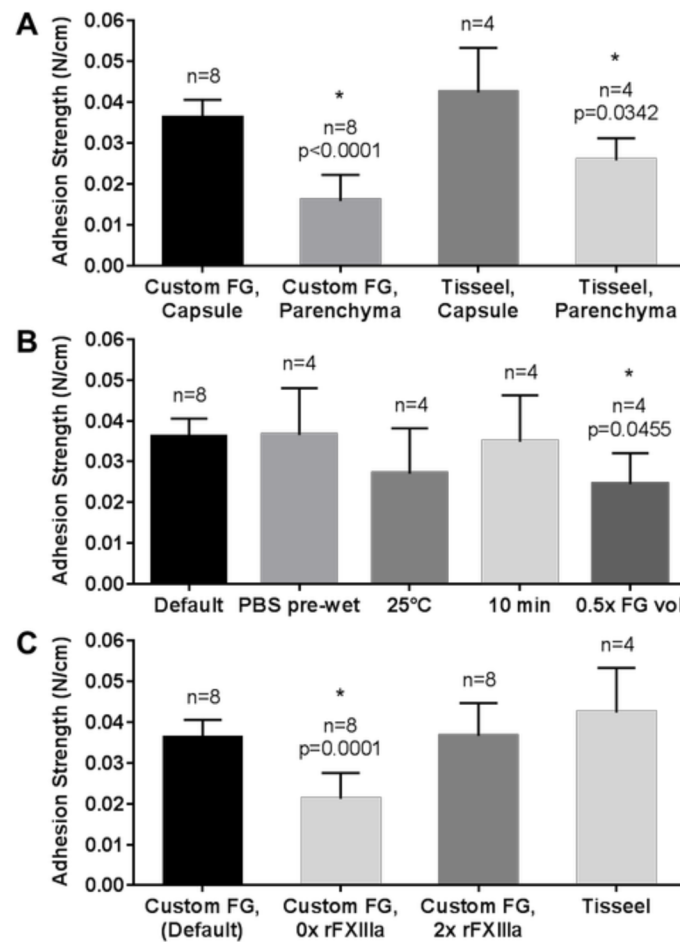 A
Adhesion Strength (N/cm)
0.06
0.05
0.04
0.03
0.02
0.01
0.00
n=8
*
n=8
p<0.0001
n=4
*
n=4
p=0.0342
Custom FG,
Capsule
Custom FG,
Parenchyma
Tisseel,
Capsule
Tisseel,
Parenchyma
B
Adhesion Strength (N/cm)
0.06
0.05
0.04
0.03
0.02
0.01
0.00
n=8
n=4
n=4
n=4
*
n=4
p=0.0455
Default
PBS pre-wet
25°C
10 min
0.5x FG vol
C
Adhesion Strength (N/cm)
0.06
0.05
0.04
0.03
0.02
0.01
0.00
n=8
*
n=8
p=0.0001
n=8
n=4
Custom FG,
(Default)
Custom FG,
0x rFXIIIa
Custom FG,
2x rFXIIIa
Tisseel